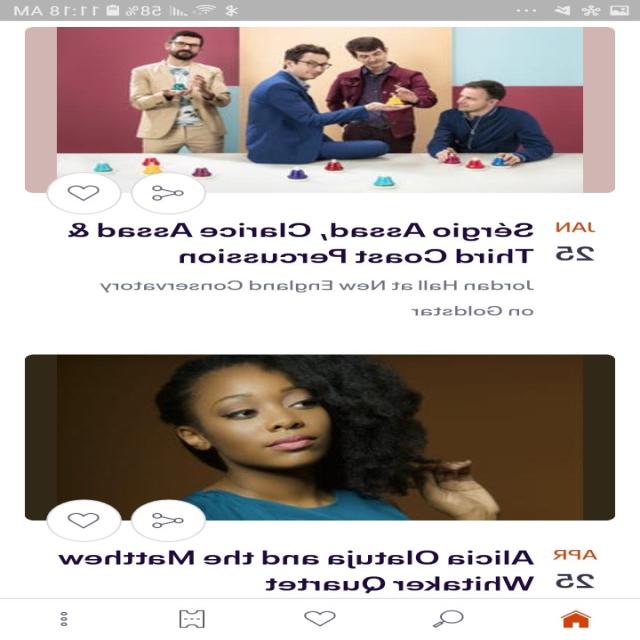 58% 11:18 AM
JAN
25
Sérgio Assad, Clarice Assad &
Third Coast Percussion
Jordan Hall at New England Conservatory
on Goldstar
APR
25
Alicia Olatuja and the Matthew
Whitaker Quartet